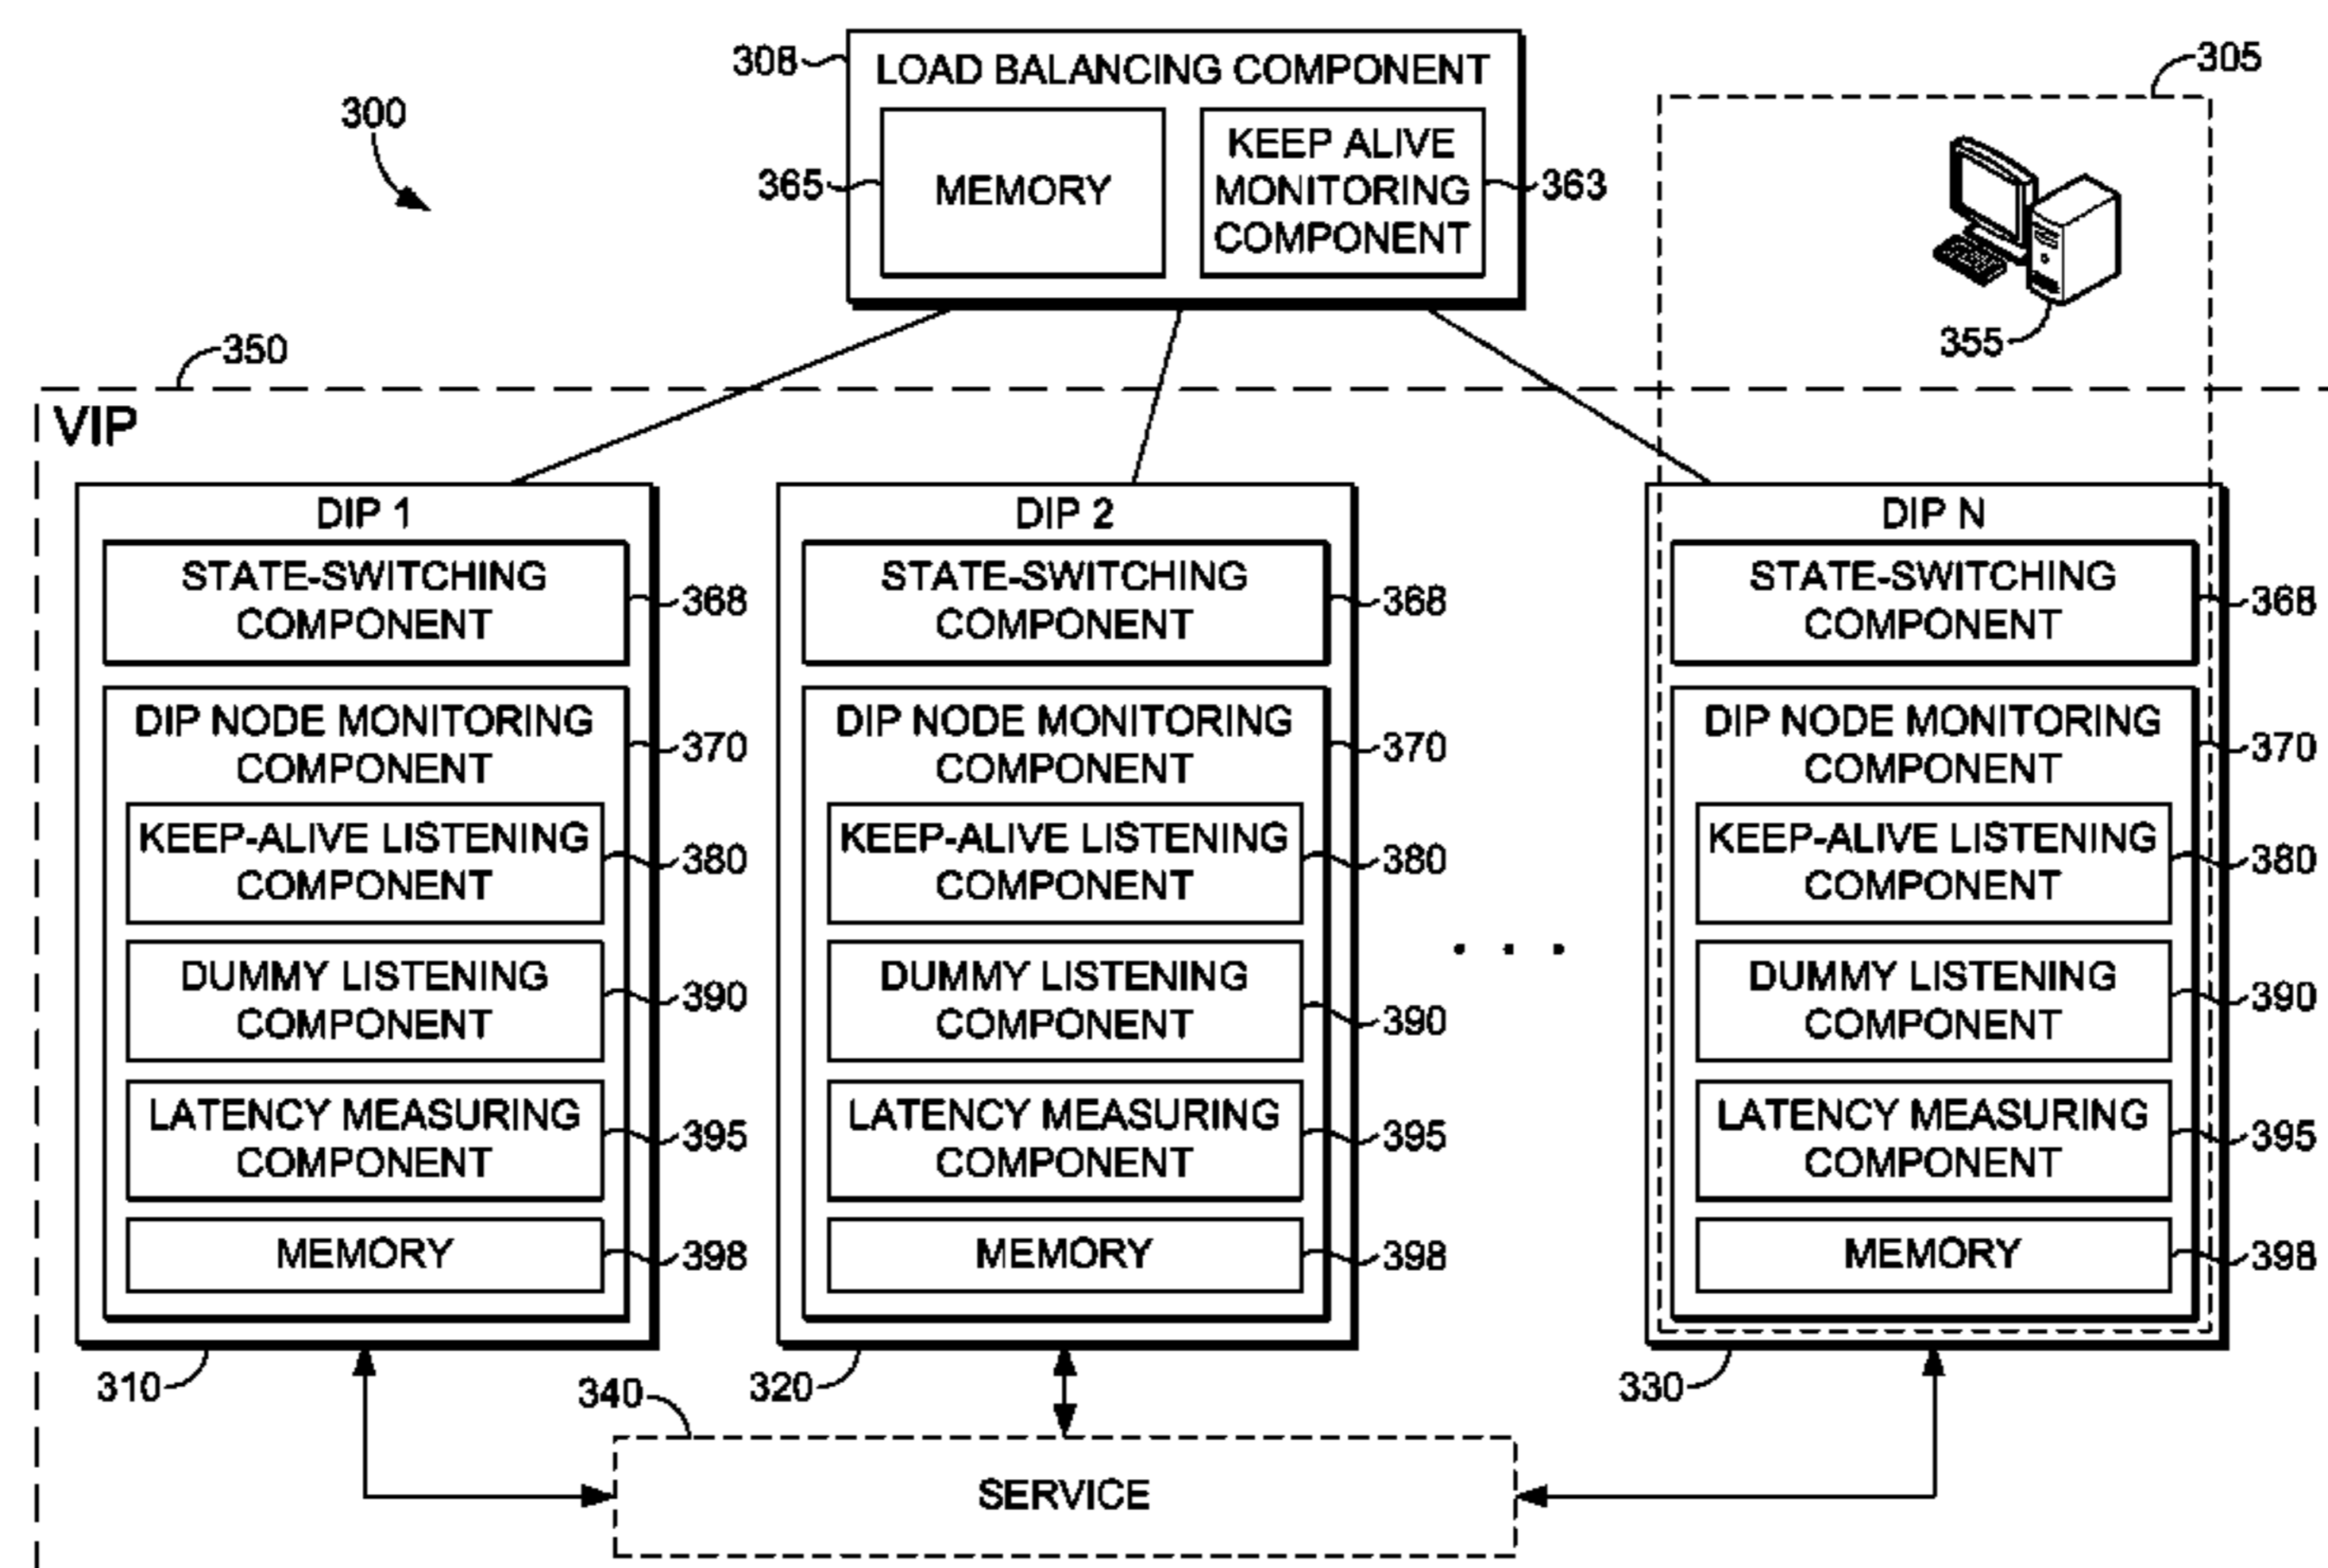 308
LOAD BALANCING COMPONENT
305
300
365
MEMORY
KEEP ALIVE
MONITORING
COMPONENT
363
355
350
VIP
DIP 1
STATE-SWITCHING
COMPONENT
368
DIP NODE MONITORING
COMPONENT
370
KEEP-ALIVE LISTENING
COMPONENT
380
DUMMY LISTENING
COMPONENT
390
LATENCY MEASURING
COMPONENT
395
MEMORY
398
310
DIP 2
STATE-SWITCHING
COMPONENT
368
DIP NODE MONITORING
COMPONENT
370
KEEP-ALIVE LISTENING
COMPONENT
380
DUMMY LISTENING
COMPONENT
390
LATENCY MEASURING
COMPONENT
395
MEMORY
398
320
. . .
DIP N
STATE-SWITCHING
COMPONENT
368
DIP NODE MONITORING
COMPONENT
370
KEEP-ALIVE LISTENING
COMPONENT
380
DUMMY LISTENING
COMPONENT
390
LATENCY MEASURING
COMPONENT
395
MEMORY
398
330
340
SERVICE